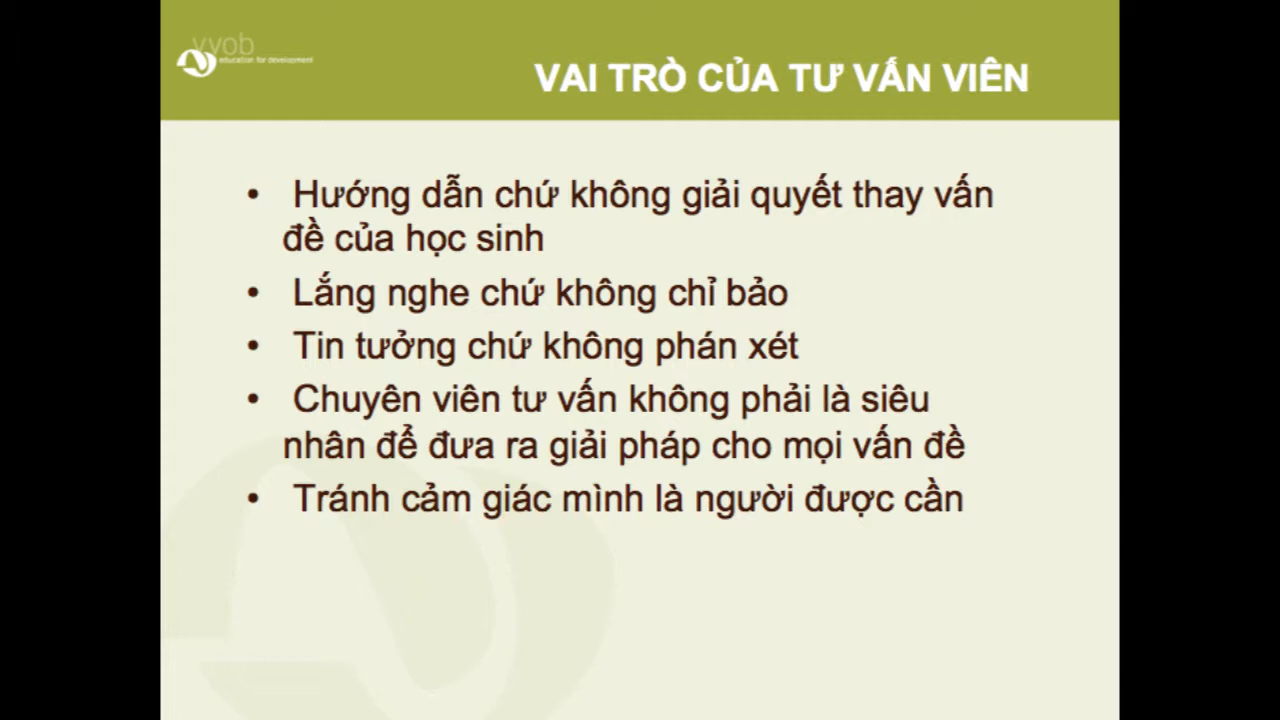 vvob
education for development
VAI TRÒ CỦA TƯ VẤN VIÊN
• Hướng dẫn chứ không giải quyết thay vấn
đề của học sinh
• Lắng nghe chứ không chỉ bảo
• Tin tưởng chứ không phán xét
• Chuyên viên tư vấn không phải là siêu
nhân để đưa ra giải pháp cho mọi vấn đề
• Tránh cảm giác mình là người được cần